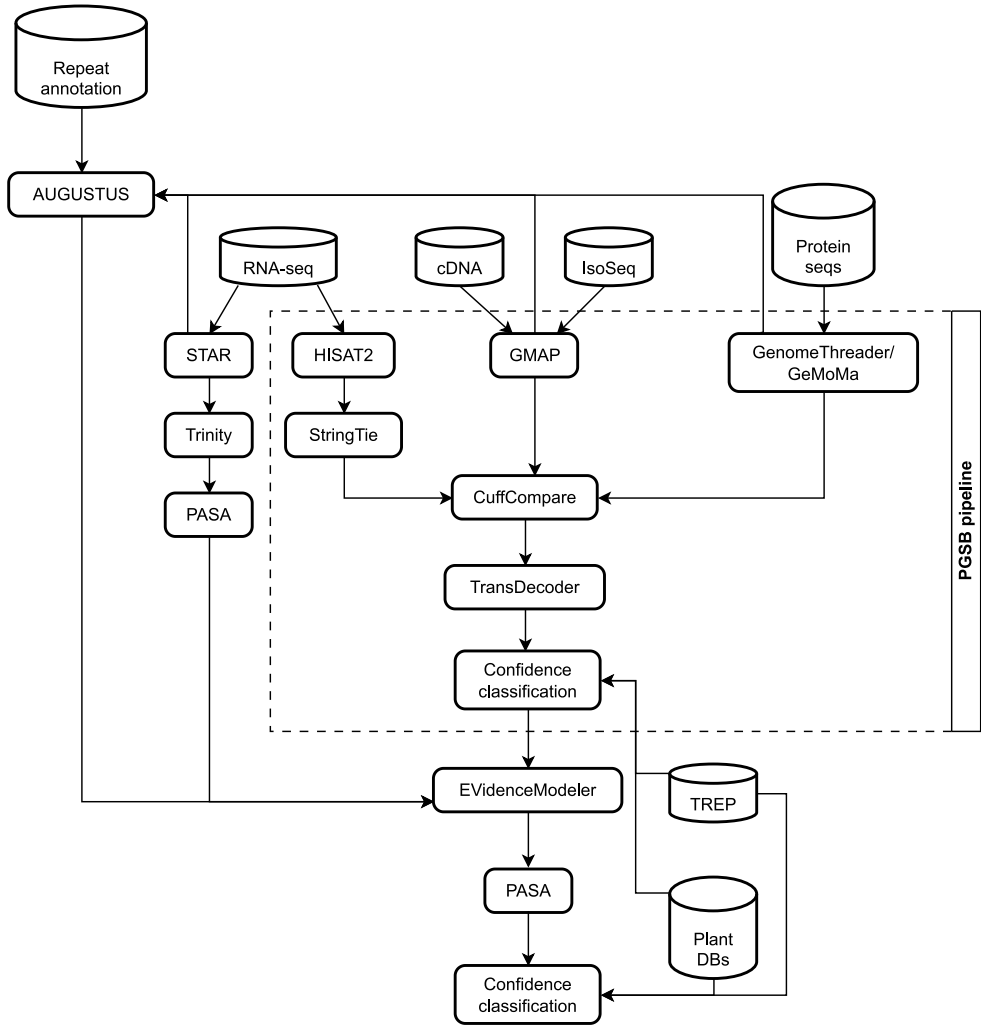 Repeat
annotation
AUGUSTUS
RNA-seq
cDNA
IsoSeq
Protein
seqs
STAR
HISAT2
GMAP
GenomeThreader/
GeMoMa
Trinity
StringTie
PASA
CuffCompare
TransDecoder
Confidence
classification
PGSB pipeline
EVidenceModeler
TREP
PASA
Plant
DBs
Confidence
classification